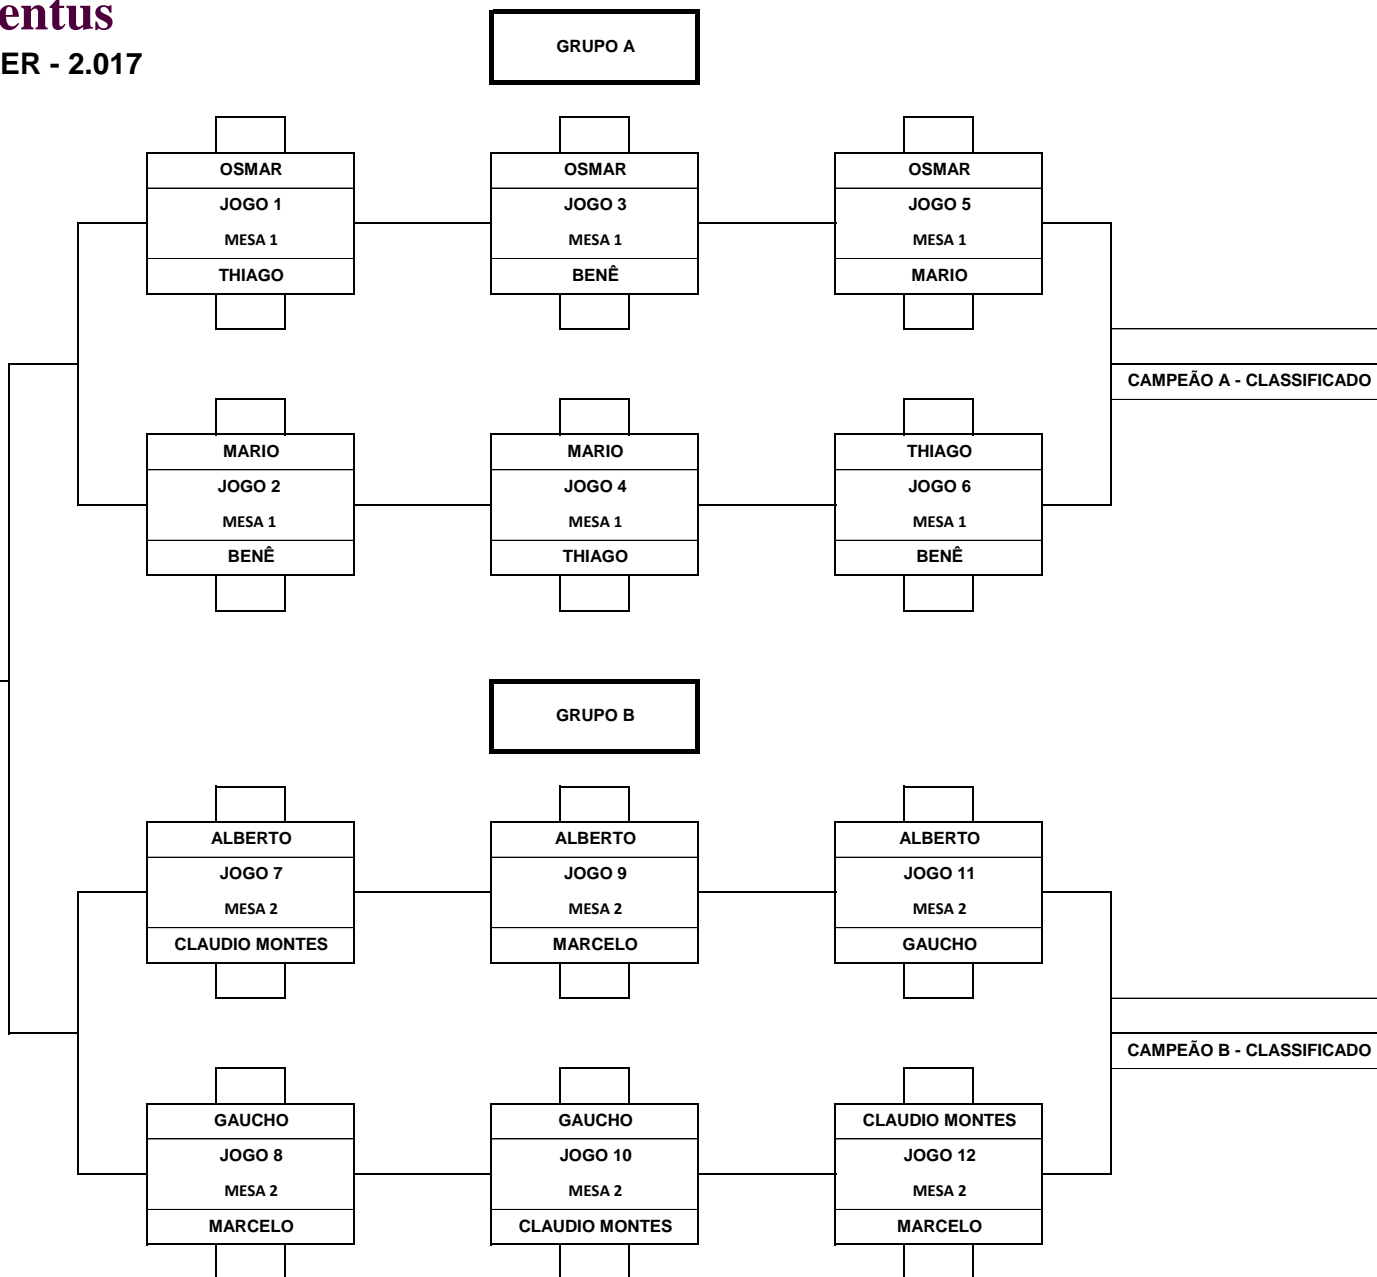 entus
ER - 2.017
GRUPO A
OSMAR
JOGO 1
MESA 1
THIAGO
OSMAR
JOGO 3
MESA 1
BENÊ
OSMAR
JOGO 5
MESA 1
MARIO
CAMPEÃO A - CLASSIFICADO
MARIO
JOGO 2
MESA 1
BENÊ
MARIO
JOGO 4
MESA 1
THIAGO
THIAGO
JOGO 6
MESA 1
BENÊ
GRUPO B
ALBERTO
JOGO 7
MESA 2
CLAUDIO MONTES
ALBERTO
JOGO 9
MESA 2
MARCELO
ALBERTO
JOGO 11
MESA 2
GAUCHO
CAMPEÃO B - CLASSIFICADO
GAUCHO
JOGO 8
MESA 2
MARCELO
GAUCHO
JOGO 10
MESA 2
CLAUDIO MONTES
CLAUDIO MONTES
JOGO 12
MESA 2
MARCELO